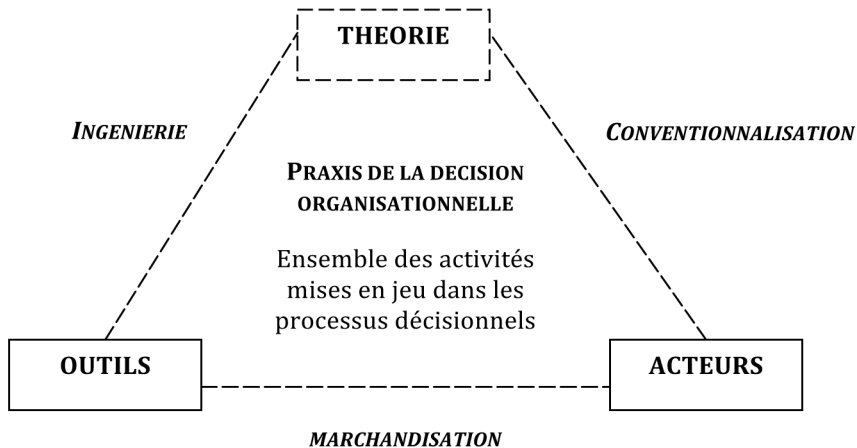 THEORIE
INGENIERIE
CONVENTIONNALISATION
PRAXIS DE LA DECISION
ORGANISATIONNELLE
Ensemble des activités
mises en jeu dans les
processus décisionnels
OUTILS
ACTEURS
MARCHANDISATION